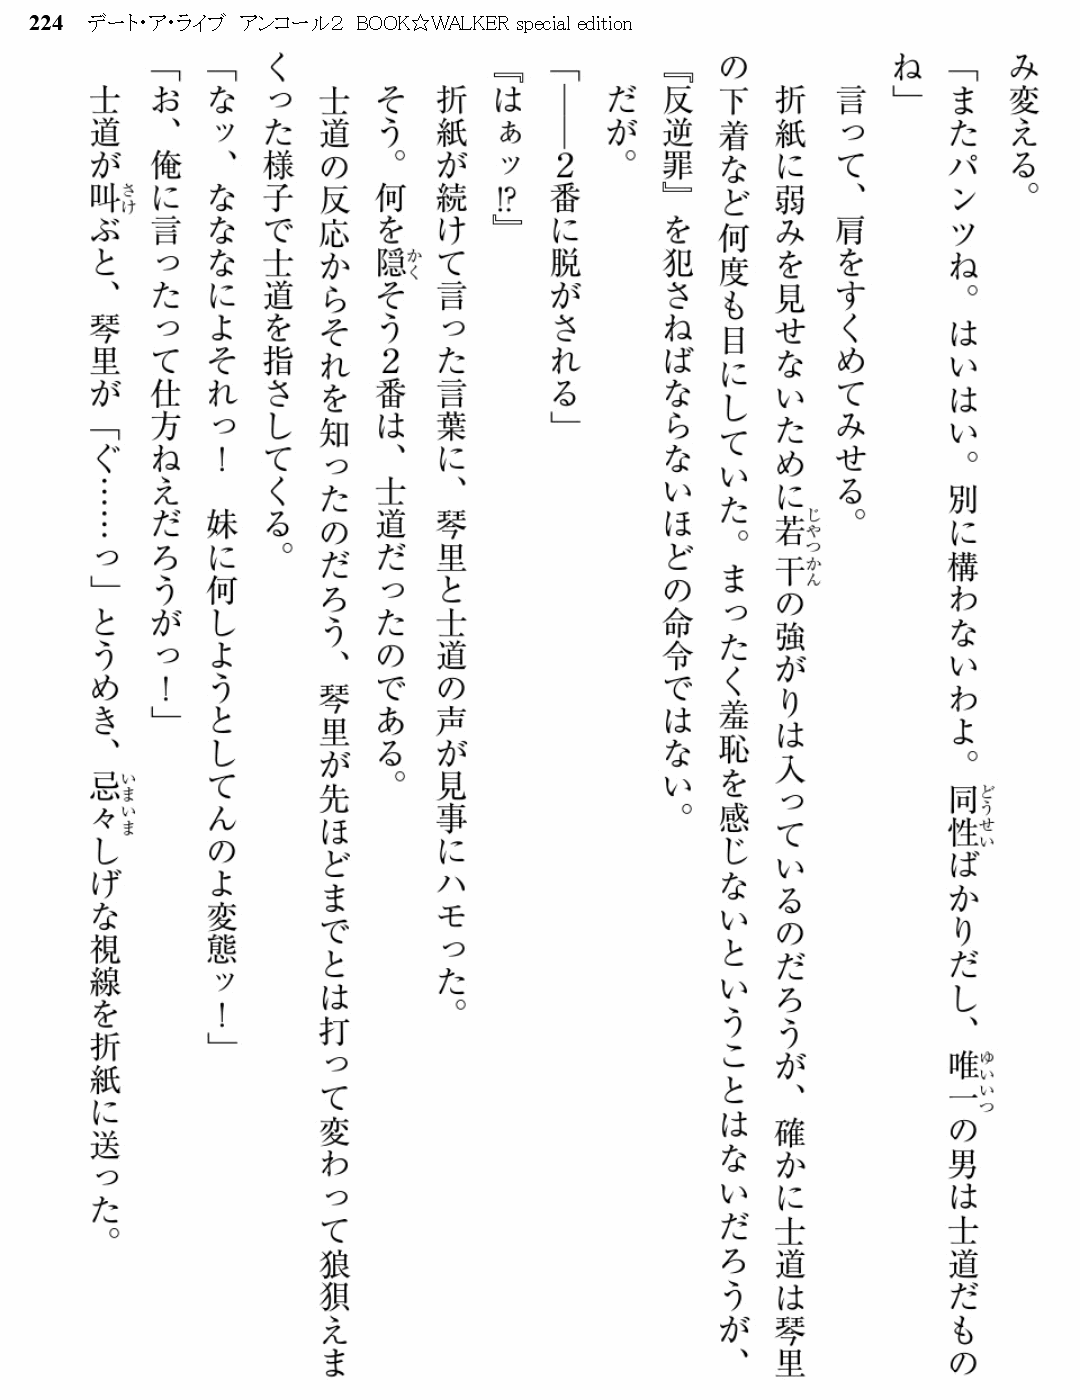 224 デート・ア・ライブ アンコール2 BOOK☆WALKER special edition
み変える。
「またパンツね。はいはい。別に構わないわよ。同性ばかりだし、唯一の男は士道だもの
ね」
言って、肩をすくめてみせる。
折紙に弱みを見せないために若干の強がりは入っているのだろうが、確かに士道は琴里
の下着など何度も目にしていた。まったく羞恥を感じないということはないだろうが、
『反逆罪』を犯さねばならないほどの命令ではない。
だが。
「――2番に脱がされる」
『はぁッ!?』
折紙が続けて言った言葉に、琴里と士道の声が見事にハモった。
そう。何を隠そう2番は、士道だったのである。
士道の反応からそれを知ったのだろう、琴里が先ほどまでとは打って変わって狼狽えま
くった様子で士道を指さしてくる。
「なッ、なななによそれっ！　妹に何しようとしてんのよ変態ッ！」
「お、俺に言ったって仕方ねえだろうがっ！」
士道が叫ぶと、琴里が「ぐ……っ」とうめき、忌々しげな視線を折紙に送った。